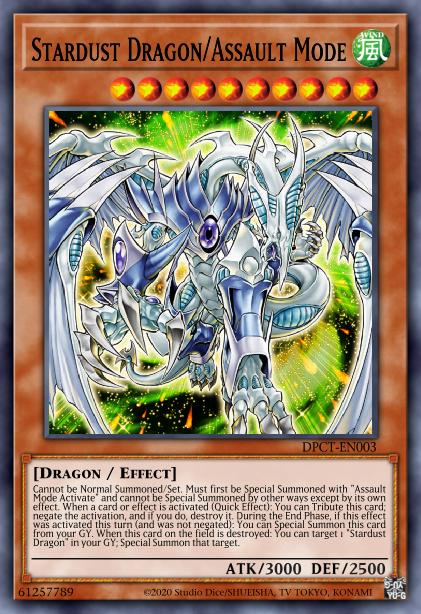 Stardust Dragon/Assault Mode
WIND
風
DPCT-EN003
[Dragon / Effect]
Cannot be Normal Summoned/Set. Must first be Special Summoned with "Assault
Mode Activate" and cannot be Special Summoned by other ways except by its own
effect. When a card or effect is activated (Quick Effect): You can Tribute this card;
negate the activation, and if you do, destroy it. During the End Phase, if this effect
was activated this turn (and was not negated): You can Special Summon this card
from your GY. When this card on the field is destroyed: You can target 1 "Stardust
Dragon" in your GY; Special Summon that target.
ATK/3000 DEF/2500
61257789
©2020 Studio Dice/SHUEISHA, TV TOKYO, KONAMI